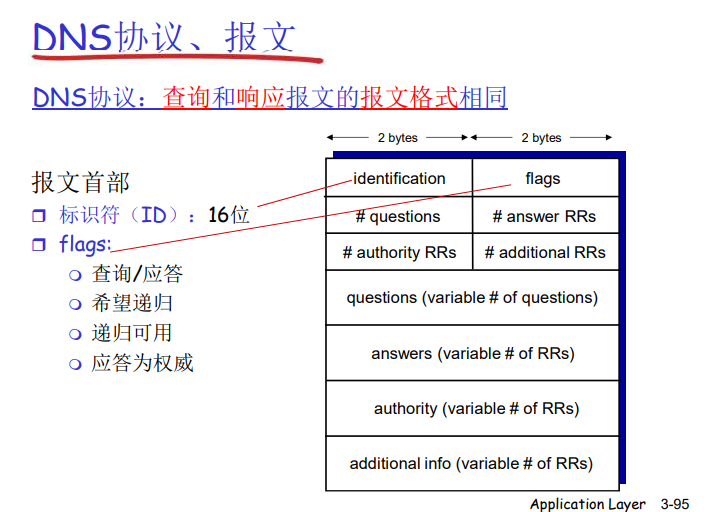 DNS协议、报文
DNS协议：查询和响应报文的报文格式相同
2 bytes 2 bytes
报文首部
标识符（ID）：16位
flags:
查询/应答
希望递归
递归可用
应答为权威
identification flags
# questions # answer RRs
# authority RRs # additional RRs
questions (variable # of questions)
answers (variable # of RRs)
authority (variable # of RRs)
additional info (variable # of RRs)
Application Layer 3-95